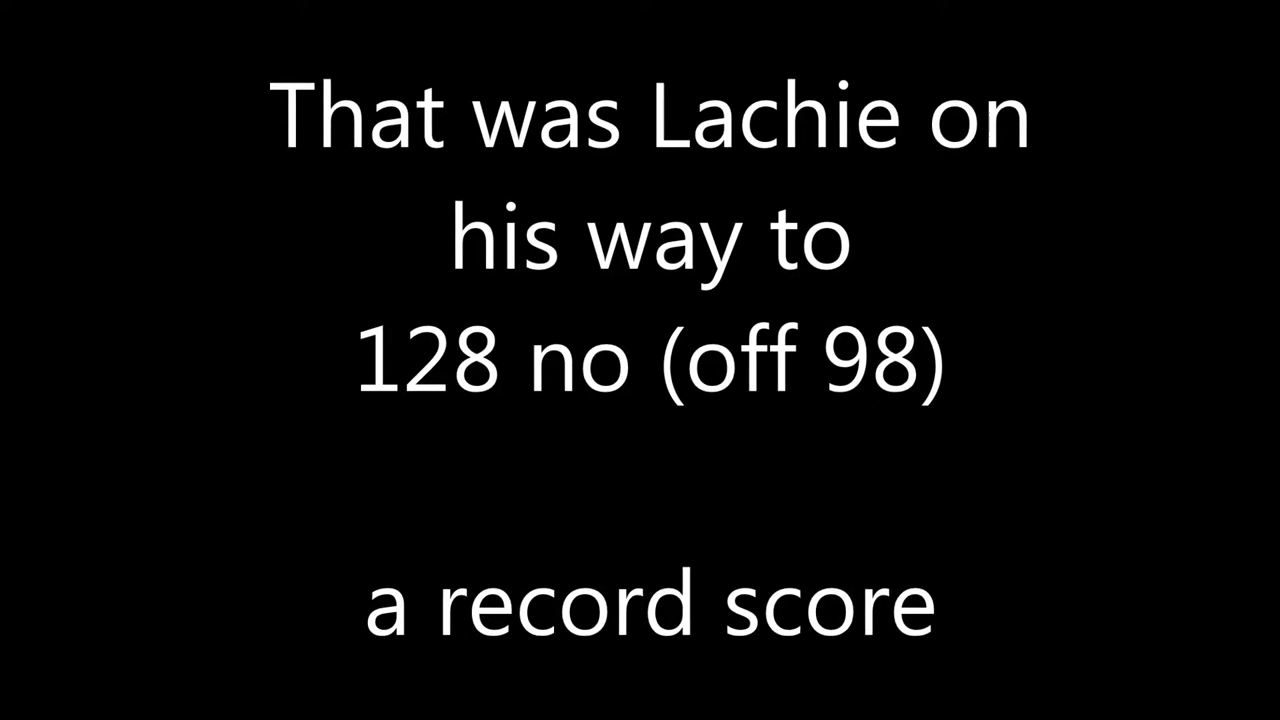 That was Lachie on
his way to
128 no (off 98)
a record score